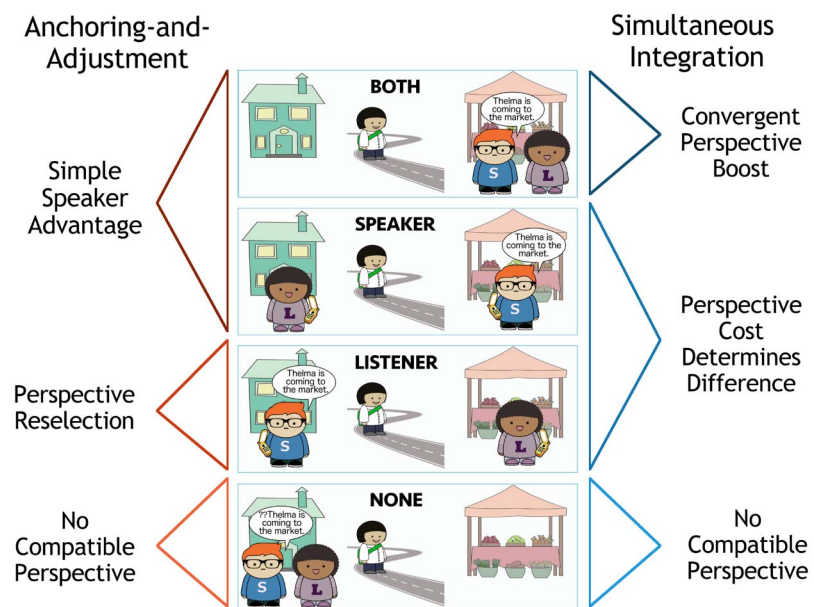 Anchoring-and-
Adjustment
Simultaneous
Integration
BOTH
Thelma is
coming to
the market.
S
L
Simple
Speaker
Advantage
Convergent
Perspective
Boost
SPEAKER
Thelma is
coming to the
market.
L
S
Perspective
Cost
Determines
Difference
LISTENER
Thelma is
coming to
the market.
S
L
Perspective
Reselection
NONE
??Thelma is
coming to
the market.
S
L
No
Compatible
Perspective
No
Compatible
Perspective